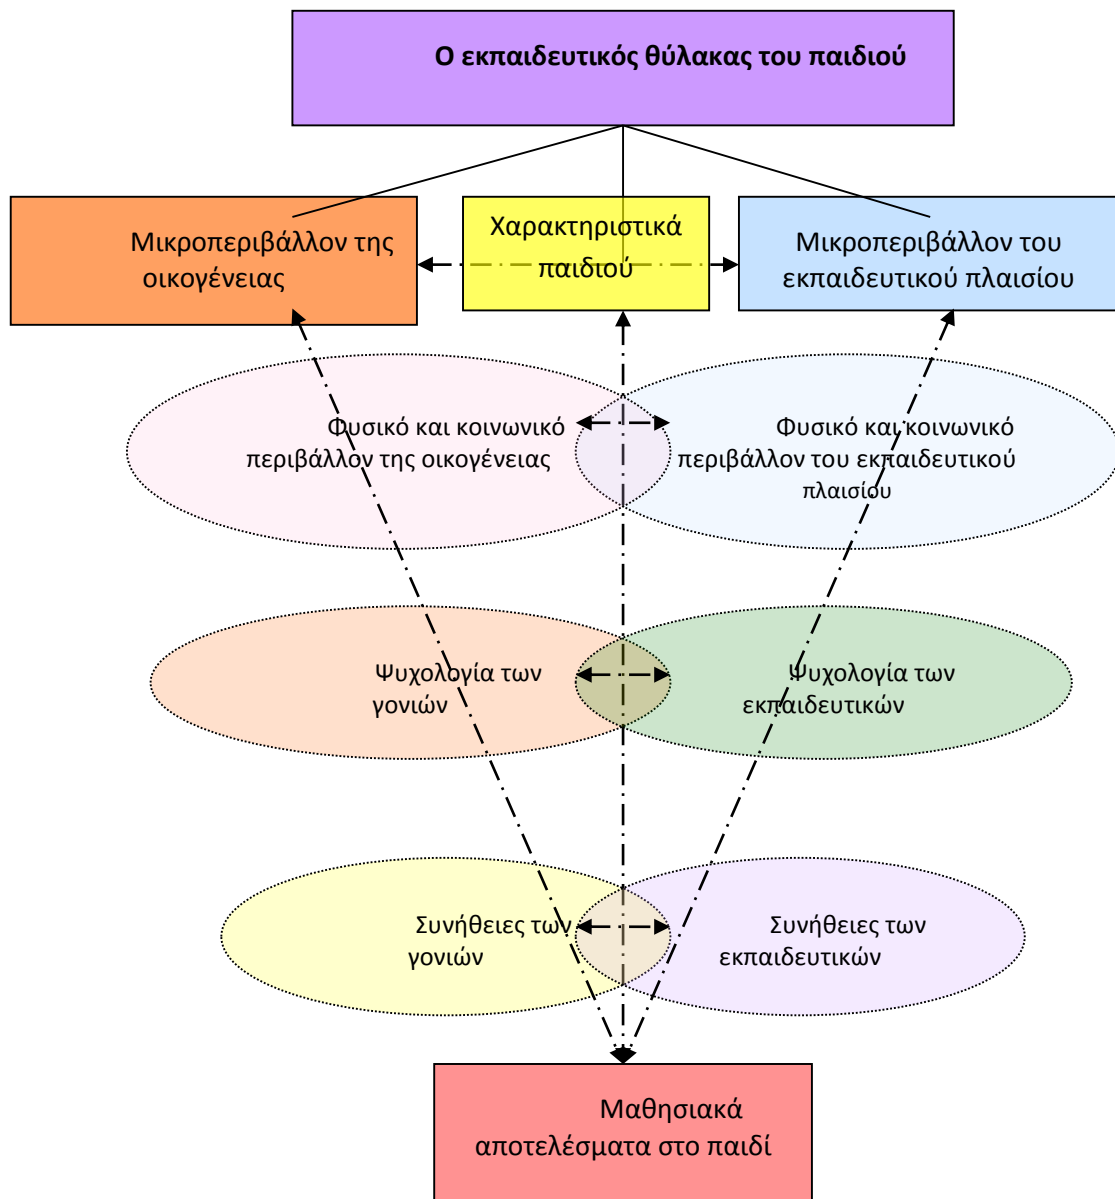 Ο εκπαιδευτικός θύλακας του παιδιού
Μικροπεριβάλλον της
οικογένειας
Χαρακτηριστικά
παιδιού
Μικροπεριβάλλον του
εκπαιδευτικού πλαισίου
Φυσικό και κοινωνικό
περιβάλλον της οικογένειας
Φυσικό και κοινωνικό
περιβάλλον του εκπαιδευτικού
πλαισίου
Ψυχολογία των
γονιών
Ψυχολογία των
εκπαιδευτικών
Συνήθειες των
γονιών
Συνήθειες των
εκπαιδευτικών
Μαθησιακά
αποτελέσματα στο παιδί